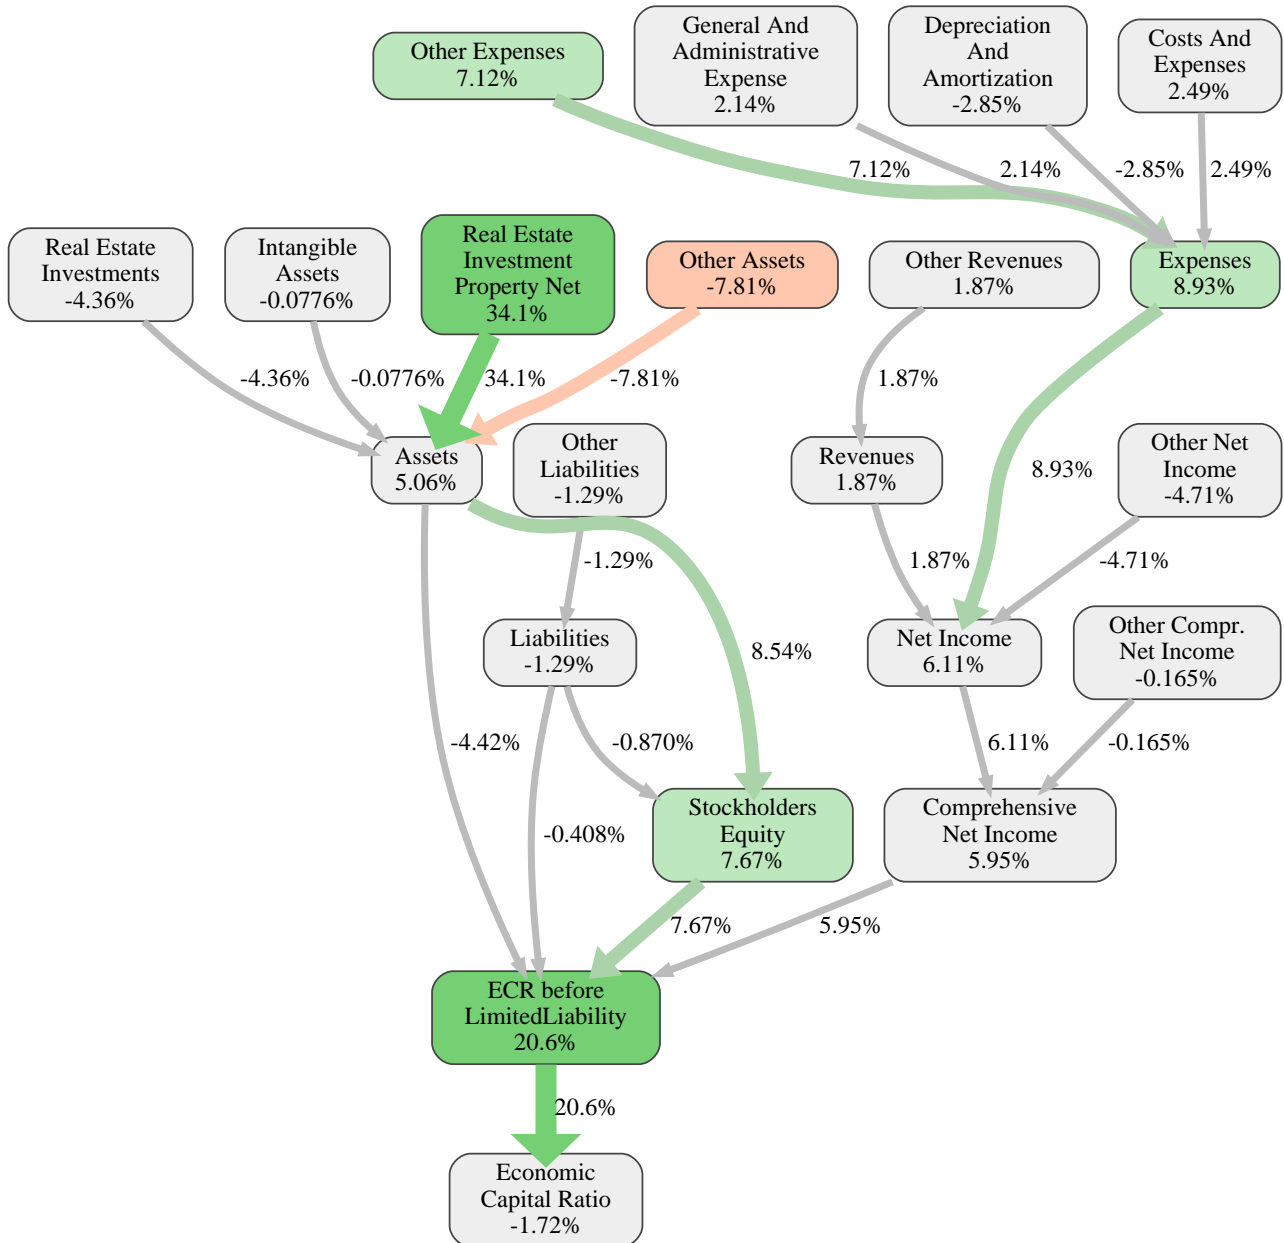 Other Expenses
7.12%
General And
Administrative
Expense
2.14%
Depreciation
And
Amortization
-2.85%
Costs And
Expenses
2.49%
7.12%
2.14%
-2.85%
2.49%
Real Estate
Investments
-4.36%
Intangible
Assets
-0.0776%
Real Estate
Investment
Property Net
34.1%
Other Assets
-7.81%
Other Revenues
1.87%
Expenses
8.93%
-4.36%
-0.0776%
34.1%
-7.81%
1.87%
8.93%
Assets
5.06%
Other
Liabilities
-1.29%
Revenues
1.87%
Other Net
Income
-4.71%
-1.29%
1.87%
-4.71%
Liabilities
-1.29%
8.54%
Net Income
6.11%
Other Compr.
Net Income
-0.165%
-4.42%
-0.870%
6.11%
-0.165%
-0.408%
Stockholders
Equity
7.67%
Comprehensive
Net Income
5.95%
7.67%
5.95%
ECR before
LimitedLiability
20.6%
20.6%
Economic
Capital Ratio
-1.72%